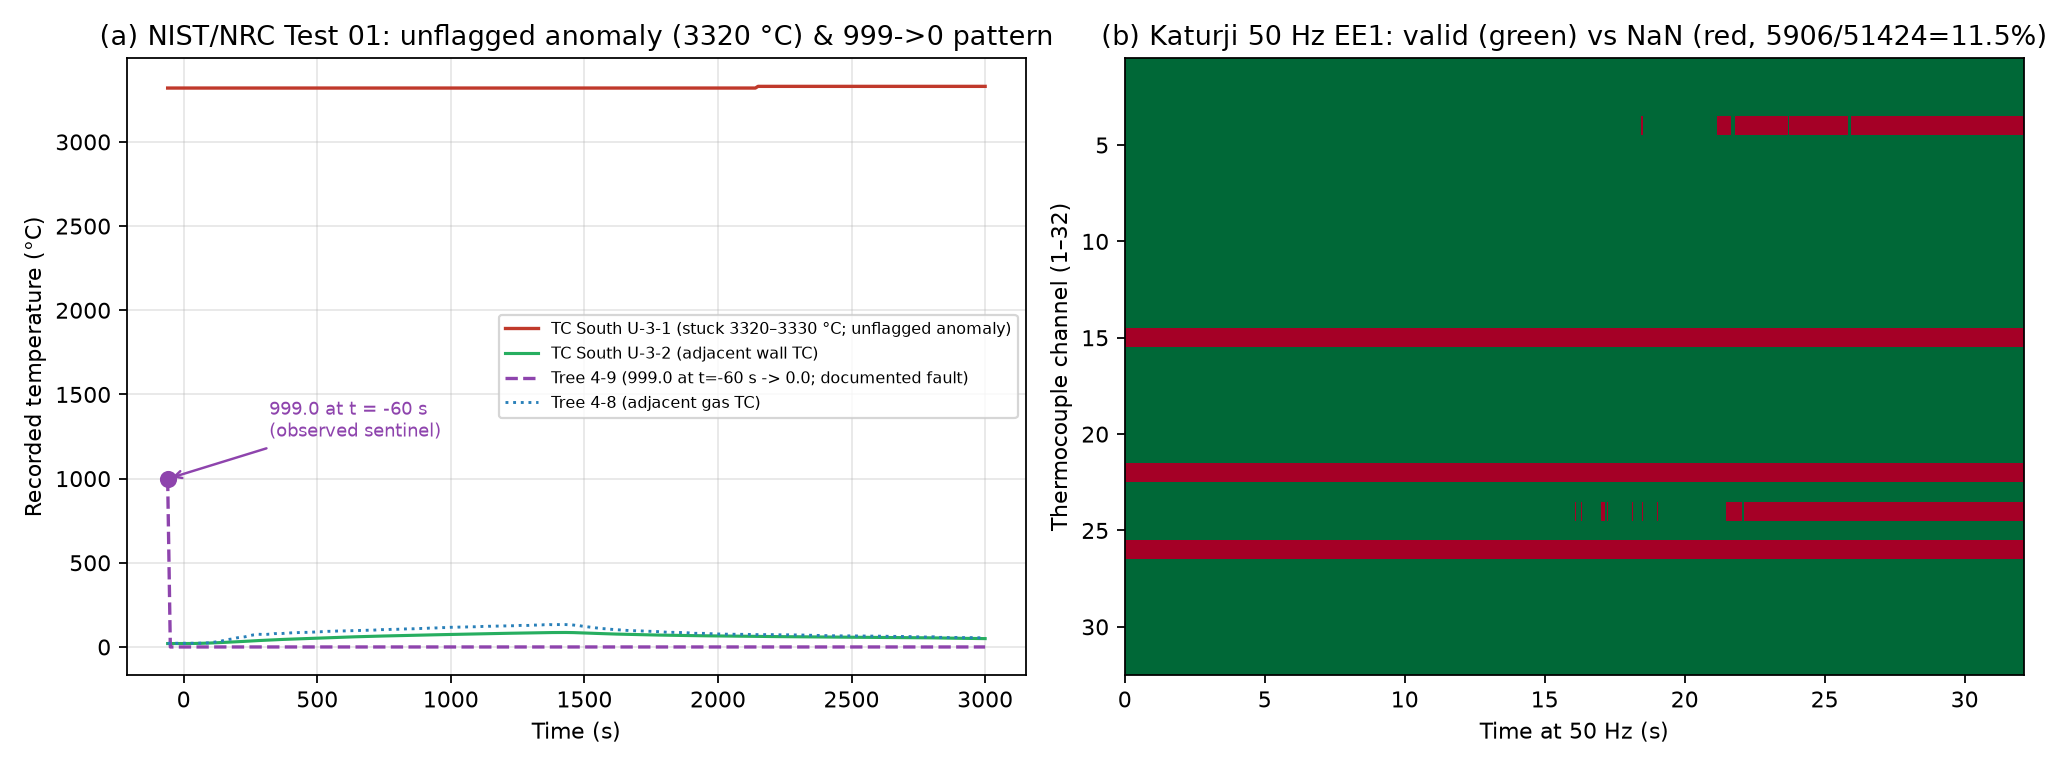 (a) NIST/NRC Test 01: unflagged anomaly (3320 °C) & 999->0 pattern
Recorded temperature (°C)
3000
2500
2000
1500
1000
500
0
TC South U-3-1 (stuck 3320–3330 °C; unflagged anomaly)
TC South U-3-2 (adjacent wall TC)
Tree 4-9 (999.0 at t=-60 s -> 0.0; documented fault)
Tree 4-8 (adjacent gas TC)
999.0 at t = -60 s
(observed sentinel)
0 500 1000 1500 2000 2500 3000
Time (s)
(b) Katurji 50 Hz EE1: valid (green) vs NaN (red, 5906/51424=11.5%)
Thermocouple channel (1–32)
5
10
15
20
25
30
0 5 10 15 20 25 30
Time at 50 Hz (s)